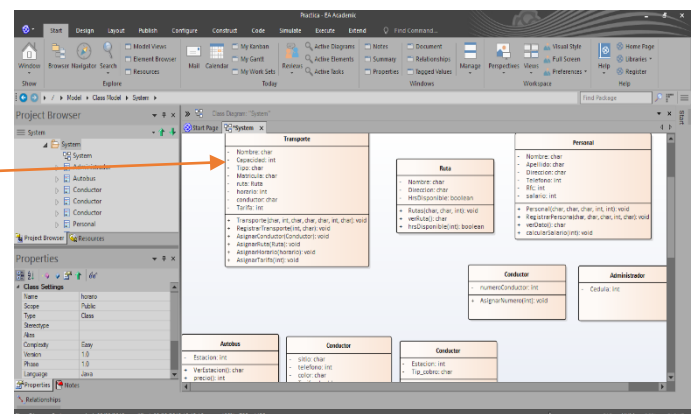 Practica - EA Academic
Start Design Layout Publish Configure Construct Code Simulate Execute Extend Find Command...
Window
Browser Navigator Search
Model Views
Element Browser
Resources
Mail Calendar
My Kanban
My Gantt
My Work Sets
Reviews
Active Diagrams
Active Elements
Active Tasks
Notes
Summary
Properties
Document
Relationships
Tagged Values
Manage
Perspectives Views
Visual Style
Full Screen
Preferences
Help
Home Page
Libraries
Register
Show Explore Today Windows Workspace Help
Model Class Model System
Find Package
Project Browser
System
System
System
Autobus
Conductor
Conductor
Conductor
Personal
Project Browser Resources
Properties
Class Settings
Name horaro
Scope Public
Type Class
Stereotype
Alias
Complexity Easy
Version 1.0
Phase 1.0
Language Java
Properties Notes
Relationships
Class Diagram: "System"
Start Page *System x
Start
Transporte
- Nombre: char
- Capacidad: int
- Tipo: char
- Matricula: char
- ruta: Ruta
- horario: int
- conductor: char
- Tarifa: int
+ Transporte(char, int, char, char, char, int, char): void
+ RegistrarTransporte(int, char): void
+ AsignarConductor(Conductor): void
+ AsignarRuta(Ruta): void
+ AsignarHorario(horario): void
+ AsignarTarifa(int): void
Ruta
- Nombre: char
- Direccion: char
- HrsDisponible: boolean
+ Rutas(char, char, int): void
+ verRuta(): char
+ hrsDisponible(int): boolean
Personal
- Nombre: char
- Apellido: char
- Direccion: char
- Telefono: int
- Rfc: int
- salario: int
+ Personal(char, char, char, int, int): void
+ RegistrarPersona(char, char, char, int): void
+ verDatos(): char
+ calcularSalario(int): void
Conductor
- numeroConductor: int
+ AsignarNumero(int): void
Administrador
- Cedula: int
Autobus
- Estacion: int
+ VerEstacion(): char
+ precio(): int
Conductor
- sitio: char
- telefono: int
- color: char
Conductor
- Estacion: int
- Tip_cobro: char